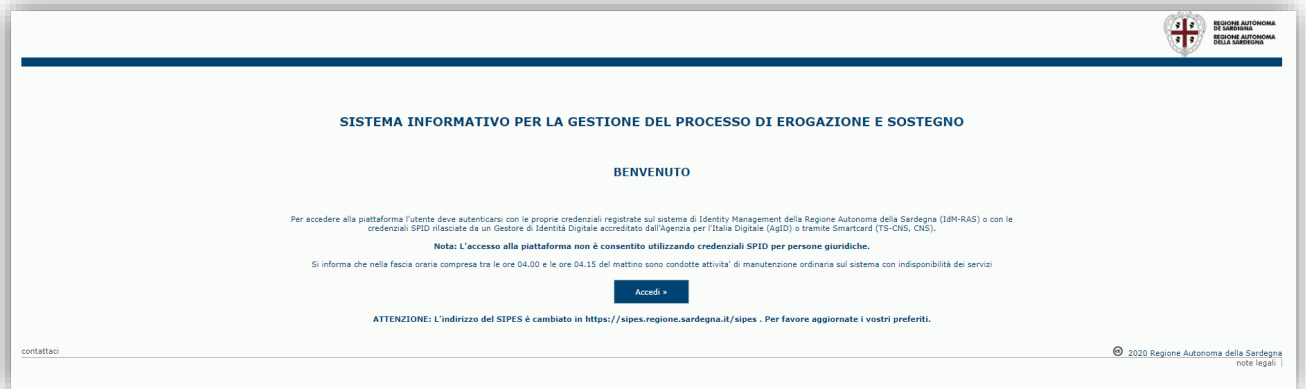 REGIONE AUTÒNOMA
DE SARDIGNA
REGIONE AUTONOMA
DELLA SARDEGNA
SISTEMA INFORMATIVO PER LA GESTIONE DEL PROCESSO DI EROGAZIONE E SOSTEGNO
BENVENUTO
Per accedere alla piattaforma l'utente deve autenticarsi con le proprie credenziali registrate sul sistema di Identity Management della Regione Autonoma della Sardegna (IdM-RAS) o con le
credenziali SPID rilasciate da un Gestore di Identità Digitale accreditato dall'Agenzia per l'Italia Digitale (AgID) o tramite Smartcard (TS-CNS, CNS).
Nota: L'accesso alla piattaforma non è consentito utilizzando credenziali SPID per persone giuridiche.
Si informa che nella fascia oraria compresa tra le ore 04.00 e le ore 04.15 del mattino sono condotte attivita' di manutenzione ordinaria sul sistema con indisponibilità dei servizi
Accedi »
ATTENZIONE: L'indirizzo del SIPES è cambiato in https://sipes.regione.sardegna.it/sipes . Per favore aggiornate i vostri preferiti.
contattaci
2020 Regione Autonoma della Sardegna
note legali |